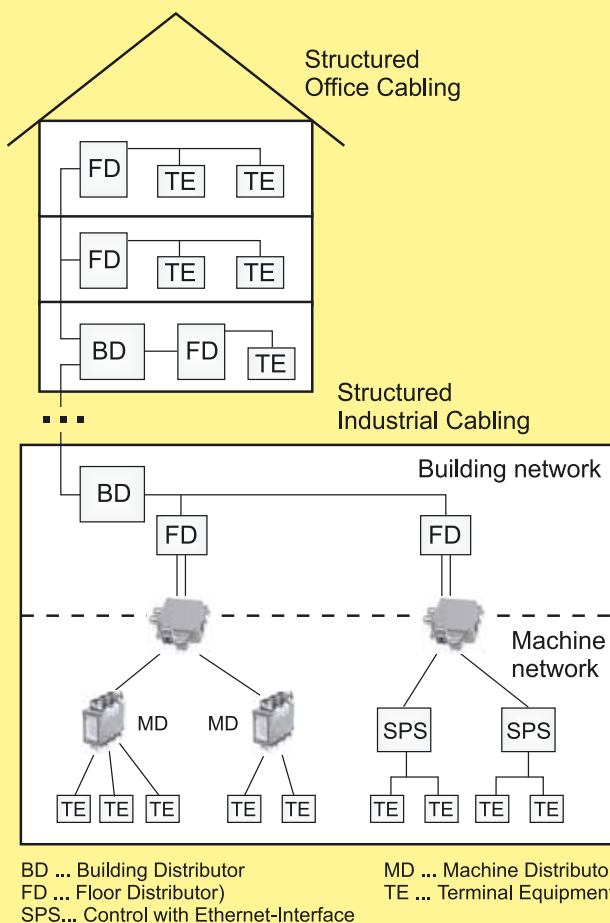 Structured
Office Cabling
FD
TE TE
FD
TE TE
BD FD
TE
Structured
Industrial Cabling
Building network
BD
FD FD
Machine
network
MD MD
SPS SPS
TE TE TE TE TE TE TE TE TE
BD ... Building Distributor
MD ... Machine Distributo
FD ... Floor Distributor)
TE ... Terminal Equipment
SPS... Control with Ethernet-Interface